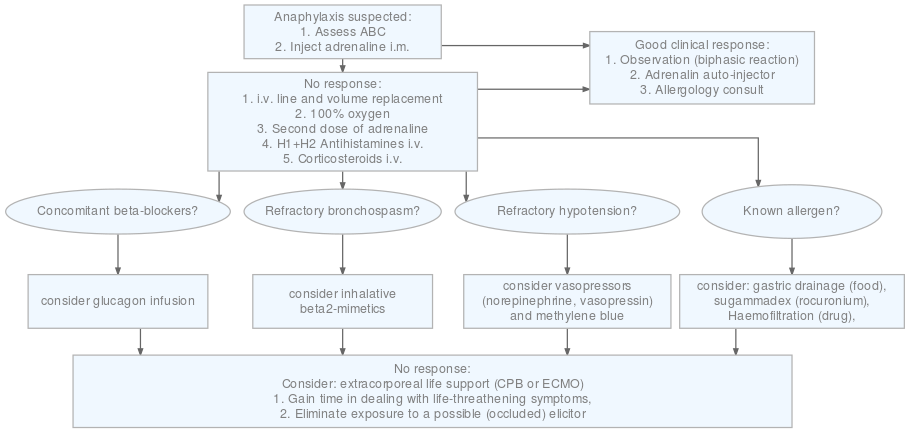 Anaphylaxis suspected:
1. Assess ABC
2. Inject adrenaline i.m.
Good clinical response:
1. Observation (biphasic reaction)
2. Adrenalin auto-injector
3. Allergology consult
No response:
1. i.v. line and volume replacement
2. 100% oxygen
3. Second dose of adrenaline
4. H1+H2 Antihistamines i.v.
5. Corticosteroids i.v.
Concomitant beta-blockers?
Refractory bronchospasm?
Refractory hypotension?
Known allergen?
consider glucagon infusion
consider inhalative
beta2-mimetics
consider vasopressors
(norepinephrine, vasopressin)
and methylene blue
consider: gastric drainage (food),
sugammadex (rocuronium),
Haemofiltration (drug),
No response:
Consider: extracorporeal life support (CPB or ECMO)
1. Gain time in dealing with life-threathening symptoms,
2. Eliminate exposure to a possible (occluded) elicitor